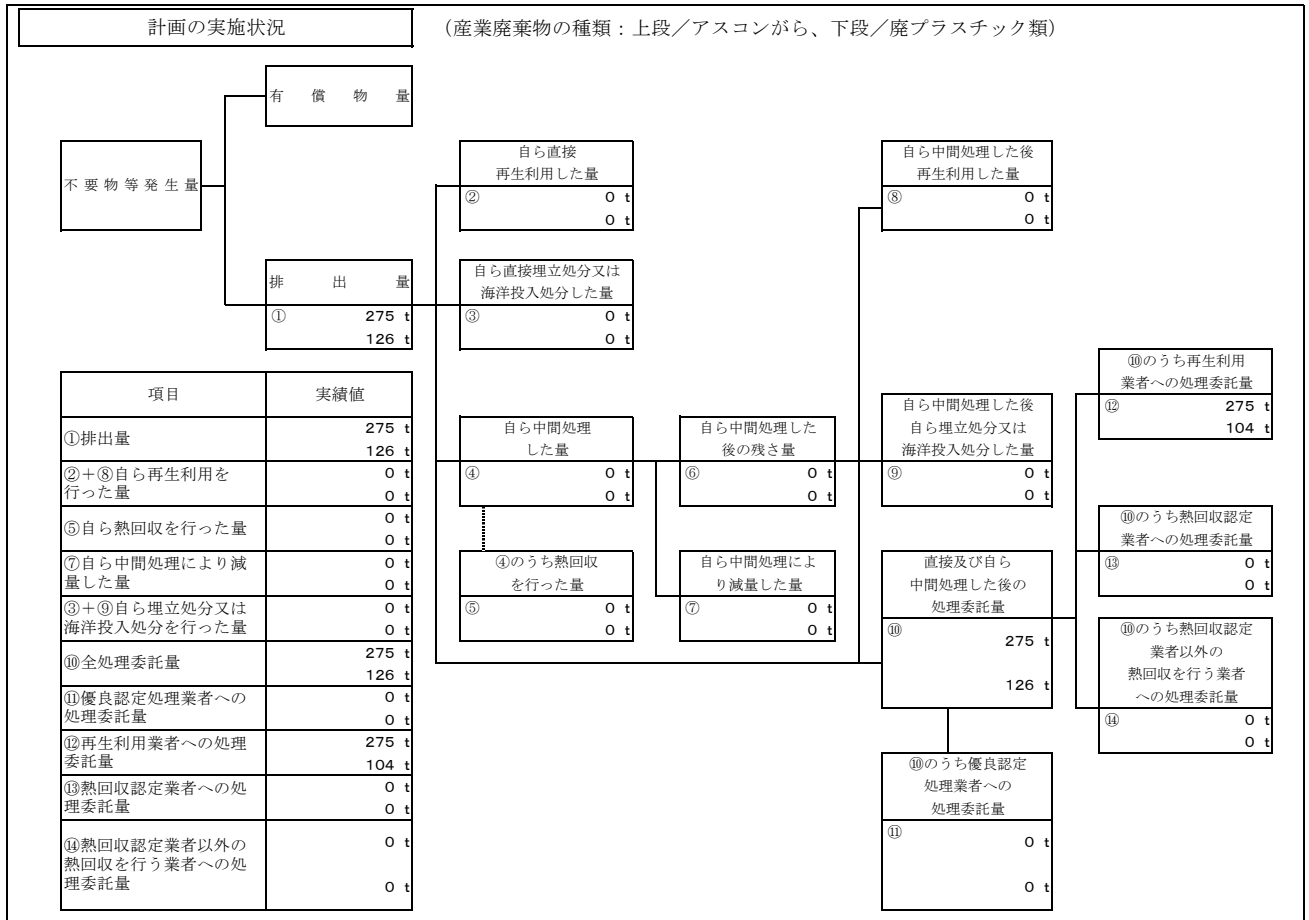 計画の実施状況
（産業廃棄物の種類：上段／アスコンがら、下段／廃プラスチック類）
有償物量
不要物等発生量
自ら直接
再生利用した量
② 0 t
0 t
自ら中間処理した後
再生利用した量
⑧ 0 t
0 t
排出量
① 275 t
126 t
自ら直接埋立処分又は
海洋投入処分した量
③ 0 t
0 t
項目 実績値
①排出量 275 t
126 t
②＋⑧自ら再生利用を
行った量
0 t
0 t
⑤自ら熱回収を行った量 0 t
0 t
⑦自ら中間処理により減
量した量
0 t
0 t
③＋⑨自ら埋立処分又は
海洋投入処分を行った量
0 t
0 t
⑩全処理委託量 275 t
126 t
⑪優良認定処理業者への
処理委託量
0 t
0 t
⑫再生利用業者への処理
委託量
275 t
104 t
⑬熱回収認定業者への処
理委託量
0 t
0 t
⑭熱回収認定業者以外の
熱回収を行う業者への処
理委託量
0 t
0 t
自ら中間処理
した量
④ 0 t
0 t
④のうち熱回収
を行った量
⑤ 0 t
0 t
自ら中間処理した
後の残さ量
⑥ 0 t
0 t
自ら中間処理によ
り減量した量
⑦ 0 t
0 t
自ら中間処理した後
自ら埋立処分又は
海洋投入処分した量
⑨ 0 t
0 t
直接及び自ら
中間処理した後の
処理委託量
⑩ 275 t
126 t
⑩のうち優良認定
処理業者への
処理委託量
⑪ 0 t
0 t
⑩のうち再生利用
業者への処理委託量
⑫ 275 t
104 t
⑩のうち熱回収認定
業者への処理委託量
⑬ 0 t
0 t
⑩のうち熱回収認定
業者以外の
熱回収を行う業者
への処理委託量
⑭ 0 t
0 t